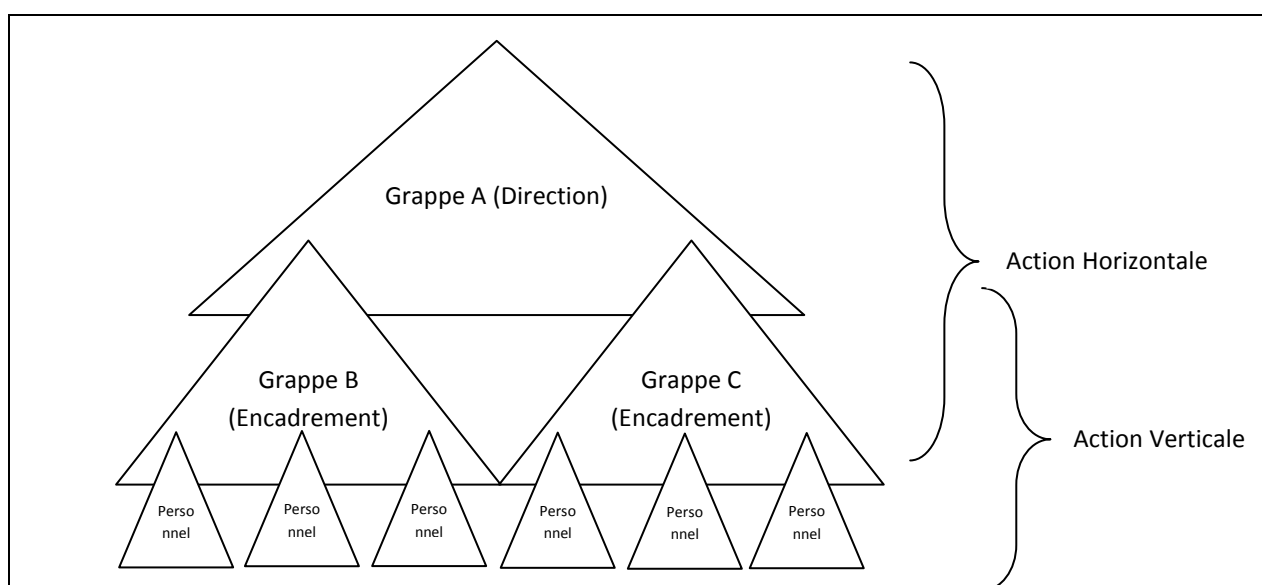 Grappe A (Direction)
Action Horizontale
Grappe B
(Encadrement)
Grappe C
(Encadrement)
Action Verticale
Perso
nnel
Perso
nnel
Perso
nnel
Perso
nnel
Perso
nnel
Perso
nnel